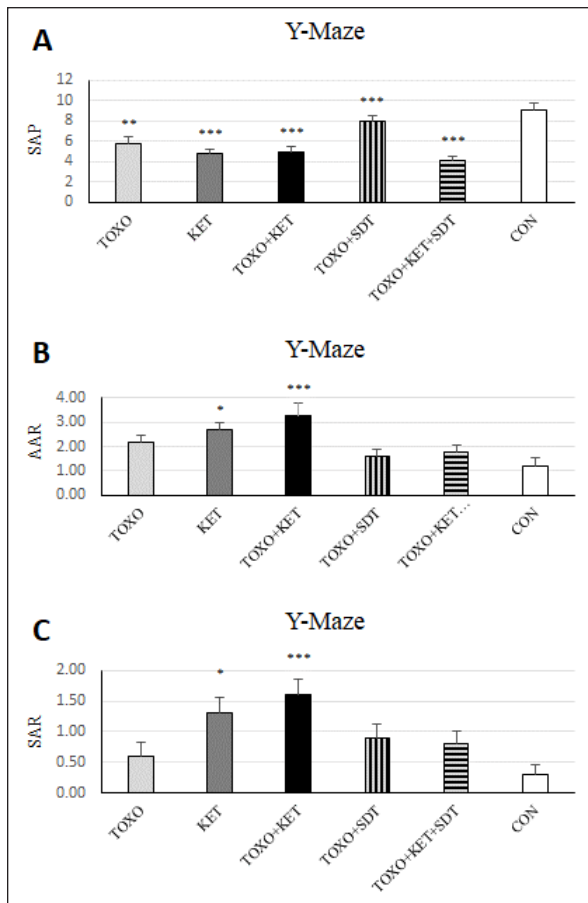 A
Y-Maze
SAP
12
10
8
6
4
2
0
**
***
***
***
***
TOXO
KET
TOXO+KET
TOXO+SDT
TOXO+KET+SDT
CON
B
Y-Maze
AAR
4.00
3.00
2.00
1.00
0.00
*
***
TOXO
KET
TOXO+KET
TOXO+SDT
TOXO+KET…
CON
C
Y-Maze
SAR
2.00
1.50
1.00
0.50
0.00
*
***
TOXO
KET
TOXO+KET
TOXO+SDT
TOXO+KET+SDT
CON